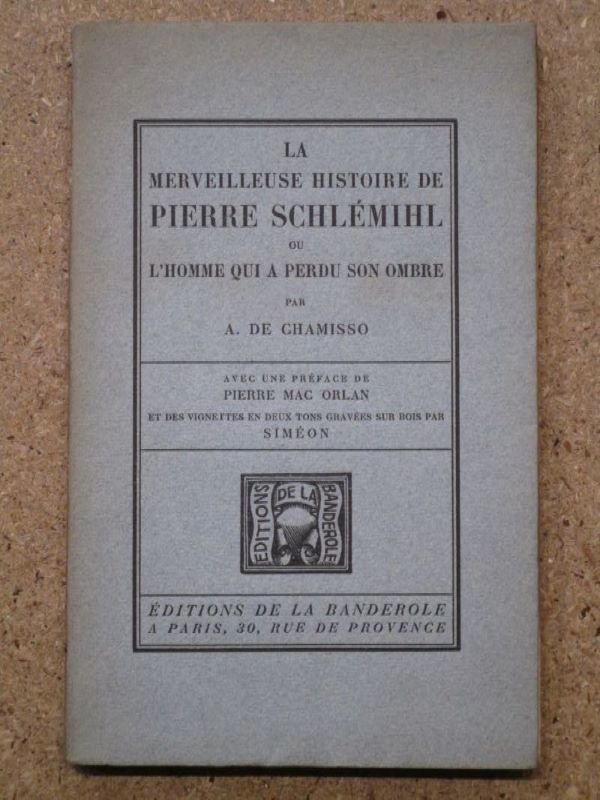 LA
MERVEILLEUSE HISTOIRE DE
PIERRE SCHLÉMIHL
OU
L'HOMME QUI A PERDU SON OMBRE
PAR
A. DE CHAMISSO
AVEC UNE PRÉFACE DE
PIERRE MAC ORLAN
ET DES VIGNETTES EN DEUX TONS GRAVÉES SUR BOIS PAR
SIMÉON
EDITIONS
DE LA
BANDEROLE
ÉDITIONS DE LA BANDEROLE
A PARIS, 30, RUE DE PROVENCE